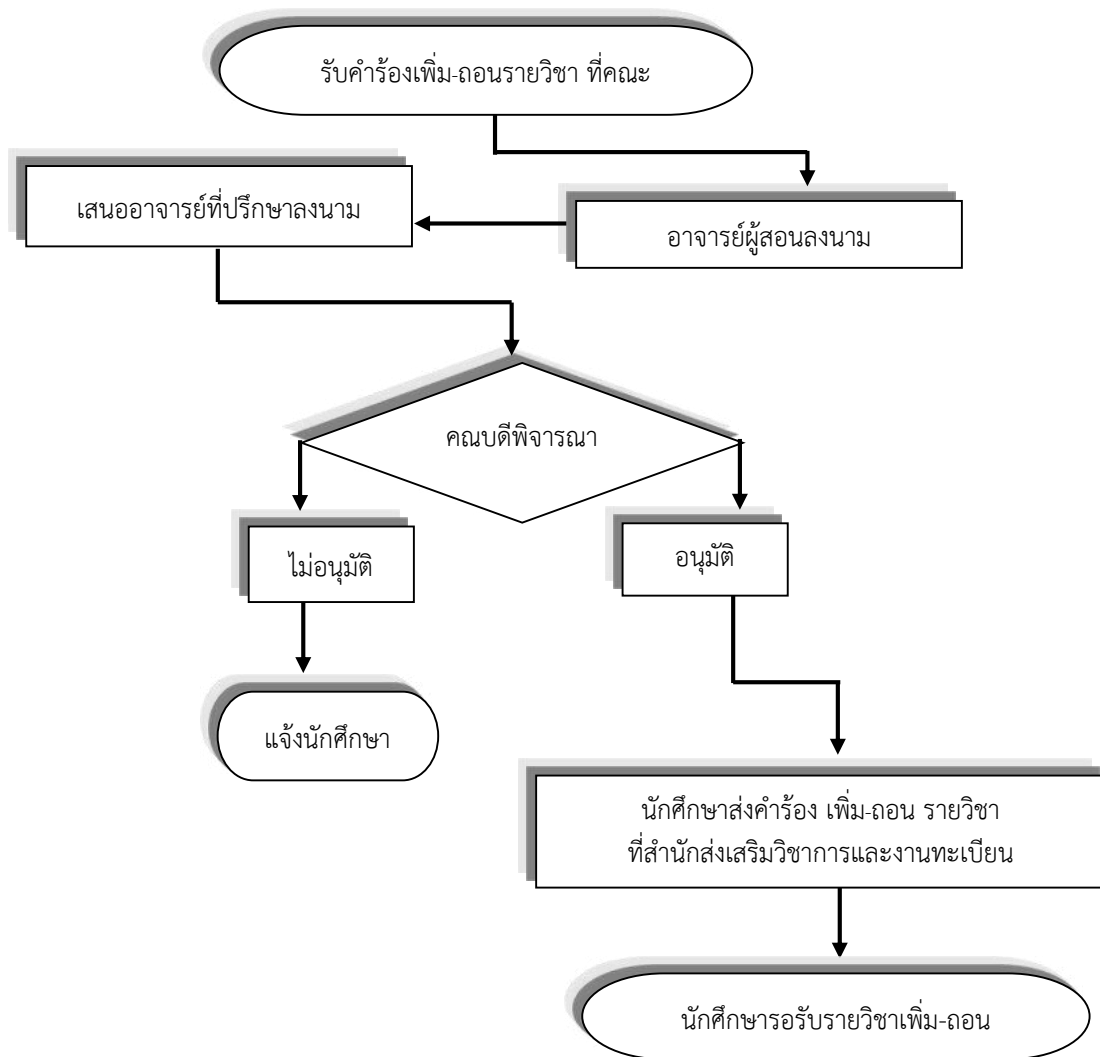 รับคำร้องเพิ่ม-ถอนรายวิชา ที่คณะ
อาจารย์ผู้สอนลงนาม
เสนออาจารย์ที่ปรึกษาลงนาม
คณบดีพิจารณา
ไม่อนุมัติ
อนุมัติ
แจ้งนักศึกษา
นักศึกษาส่งคำร้อง เพิ่ม-ถอน รายวิชา
ที่สำนักส่งเสริมวิชาการและงานทะเบียน
นักศึกษารอรับรายวิชาเพิ่ม-ถอน